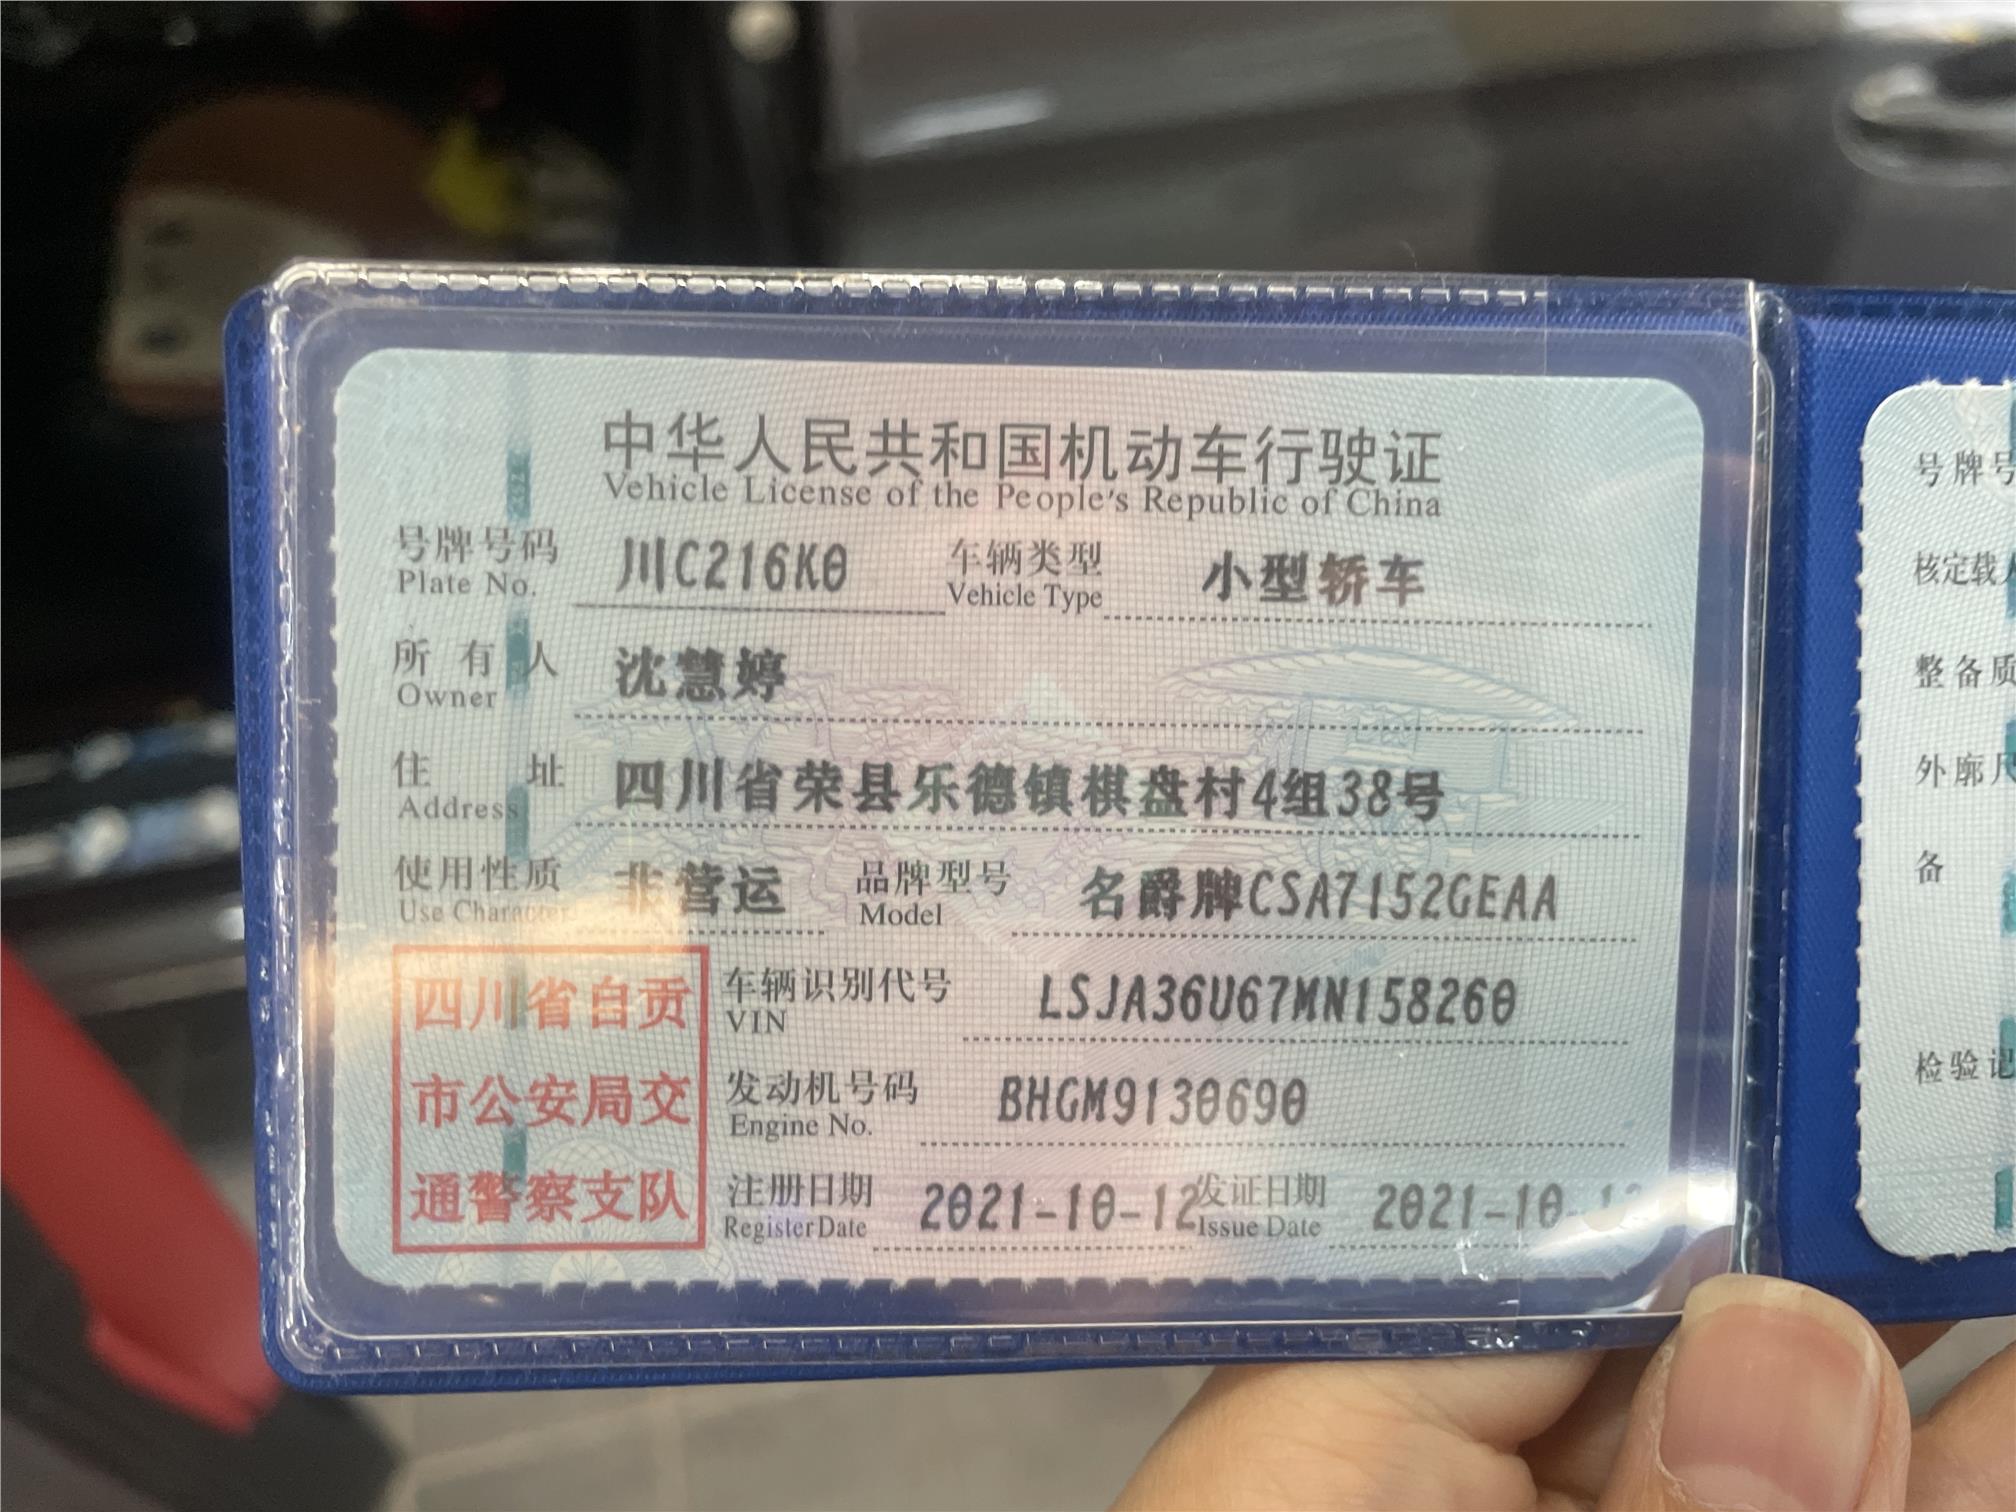 中华人民共和国机动车行驶证
Vehicle License of the People's Republic of China
号牌号码 川C216K0 车辆类型 小型轿车
Plate No. Vehicle Type
所有人 沈慧婷
Owner
住址 四川省荣县乐德镇棋盘村4组38号
Address
使用性质 非营运 品牌型号 名爵牌CSA7152GEAA
Use Character Model
四川省自贡
市公安局交
通警察支队
车辆识别代号 LSJA36U67MN158260
VIN
发动机号码 BHGM9130690
Engine No.
注册日期 2021-10-12 发证日期 2021-10-12
Register Date Issue Date
号牌号
核定载人
整备质
外廓尺
备
检验记